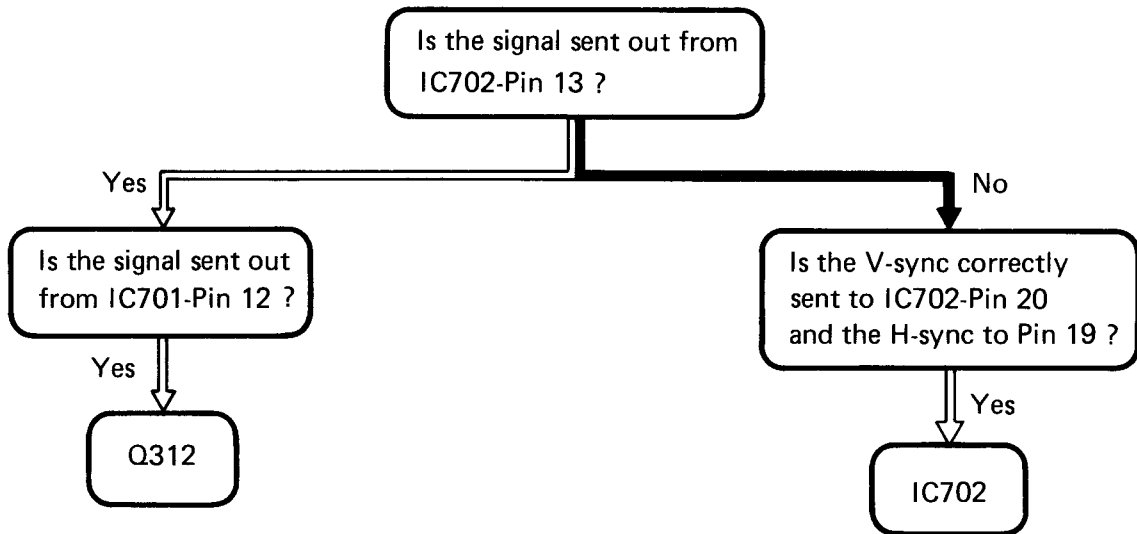 Is the signal sent out from
IC702-Pin 13 ?
Yes
No
Is the signal sent out
from IC701-Pin 12 ?
Is the V-sync correctly
sent to IC702-Pin 20
and the H-sync to Pin 19 ?
Yes
Yes
Q312
IC702